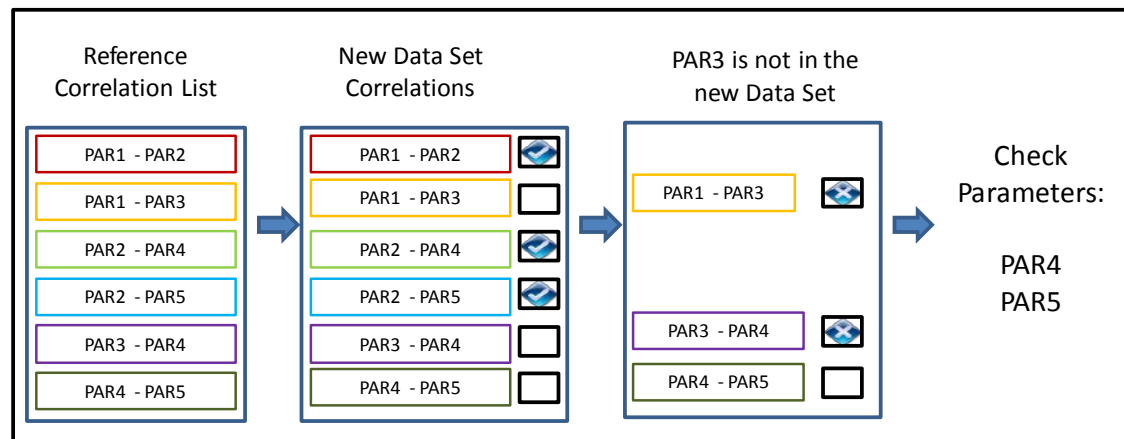 Reference
Correlation List
PAR1 - PAR2
PAR1 - PAR3
PAR2 - PAR4
PAR2 - PAR5
PAR3 - PAR4
PAR4 - PAR5
New Data Set
Correlations
PAR1 - PAR2
PAR1 - PAR3
PAR2 - PAR4
PAR2 - PAR5
PAR3 - PAR4
PAR4 - PAR5
PAR3 is not in the
new Data Set
PAR1 - PAR3
PAR3 - PAR4
PAR4 - PAR5
Check
Parameters:
PAR4
PAR5